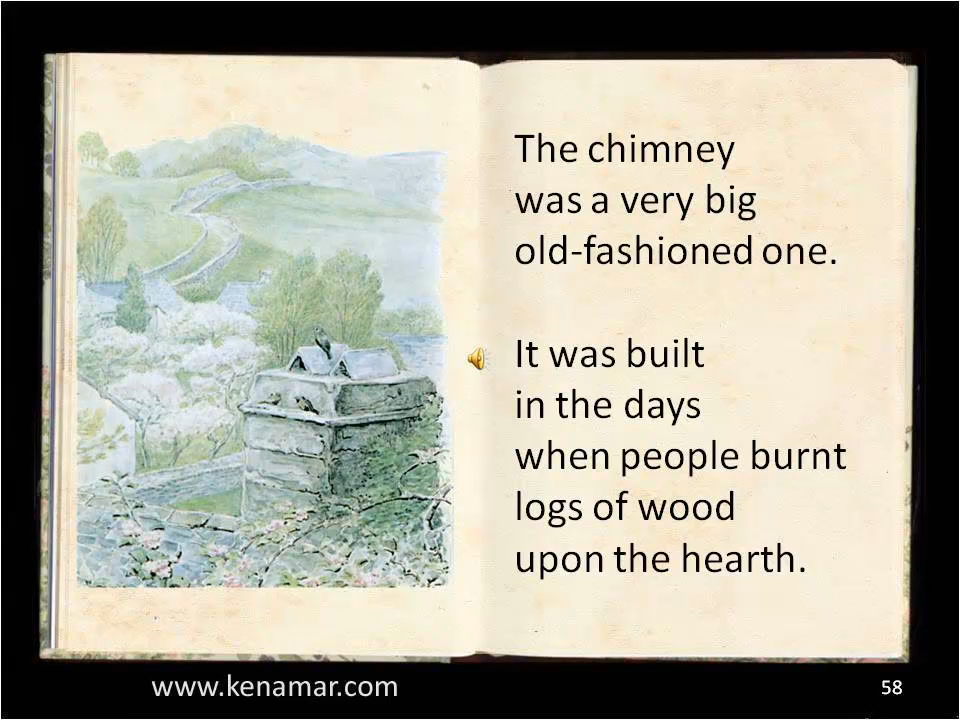 The chimney
was a very big
old-fashioned one.
It was built
in the days
when people burnt
logs of wood
upon the hearth.
www.kenamar.com
58